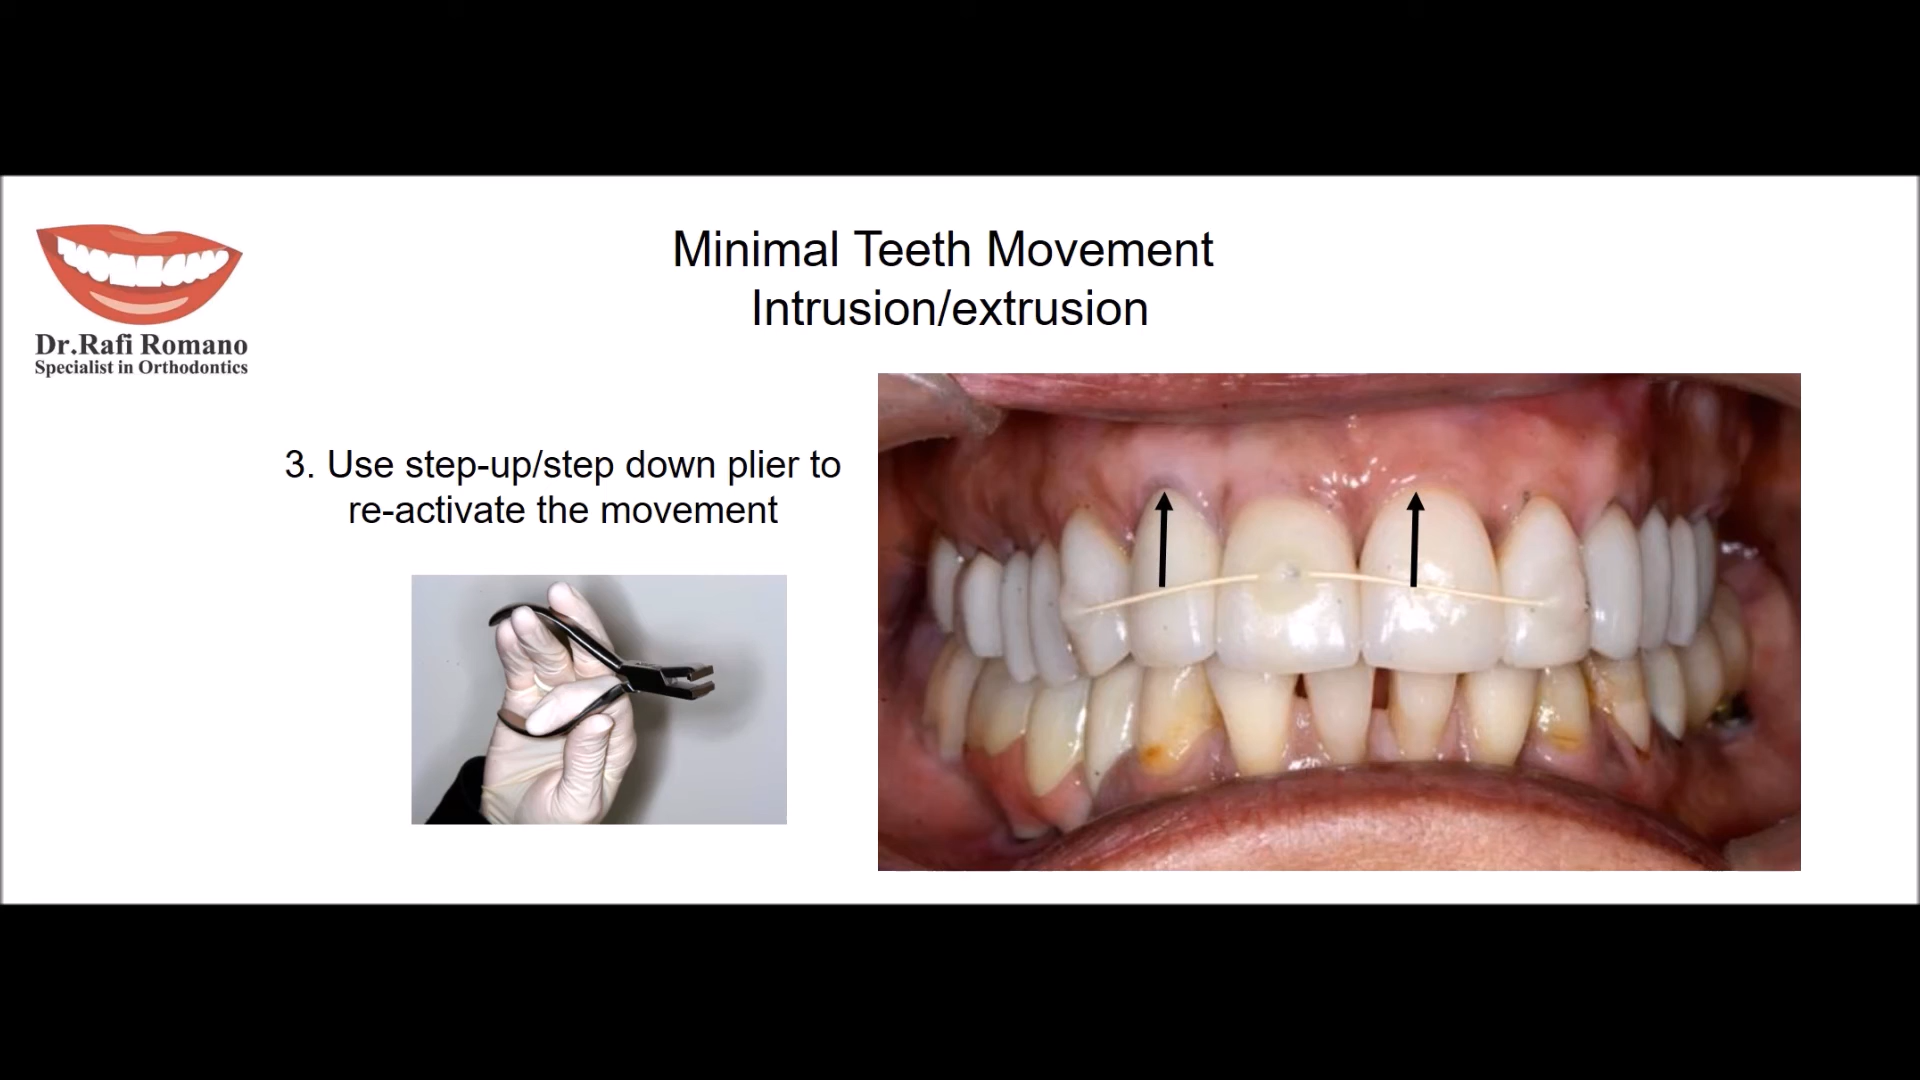 Minimal Teeth Movement
Intrusion/extrusion
Dr.Rafi Romano
Specialist in Orthodontics
3. Use step-up/step down plier to
re-activate the movement